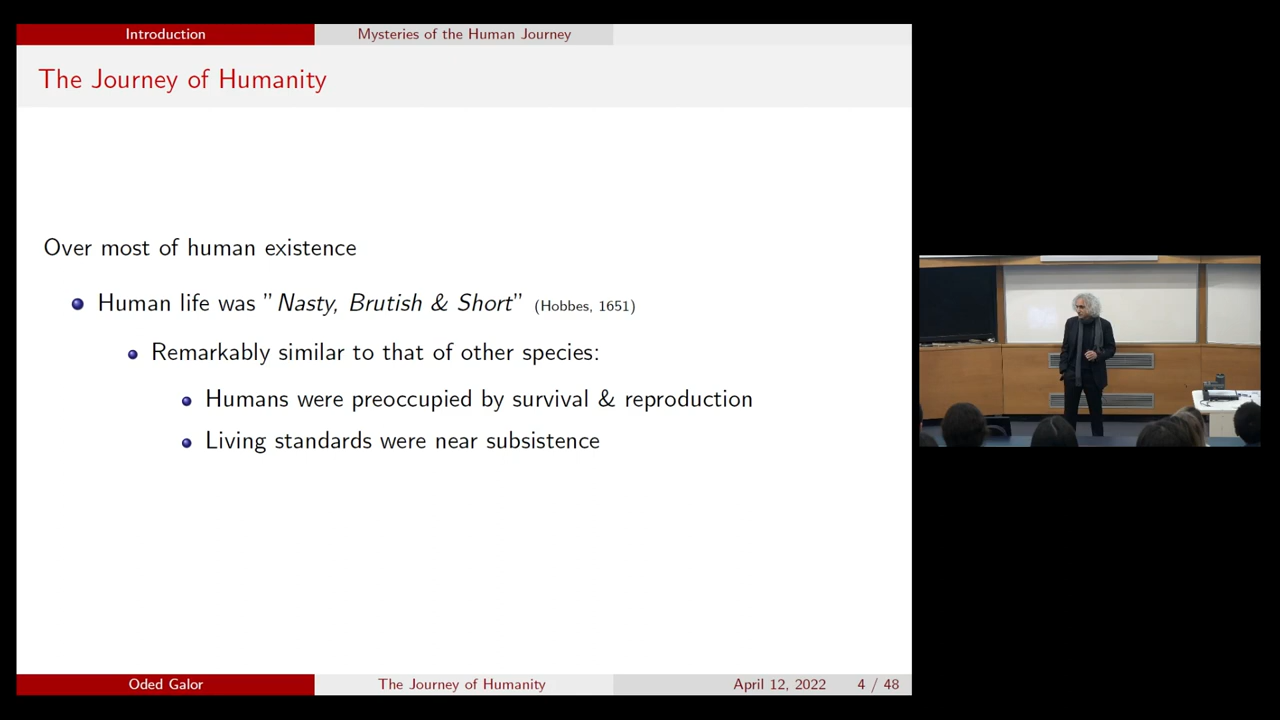 Introduction
Mysteries of the Human Journey
The Journey of Humanity
Over most of human existence
Human life was "Nasty, Brutish & Short" (Hobbes, 1651)
Remarkably similar to that of other species:
Humans were preoccupied by survival & reproduction
Living standards were near subsistence
Oded Galor
The Journey of Humanity
April 12, 2022
4 / 48